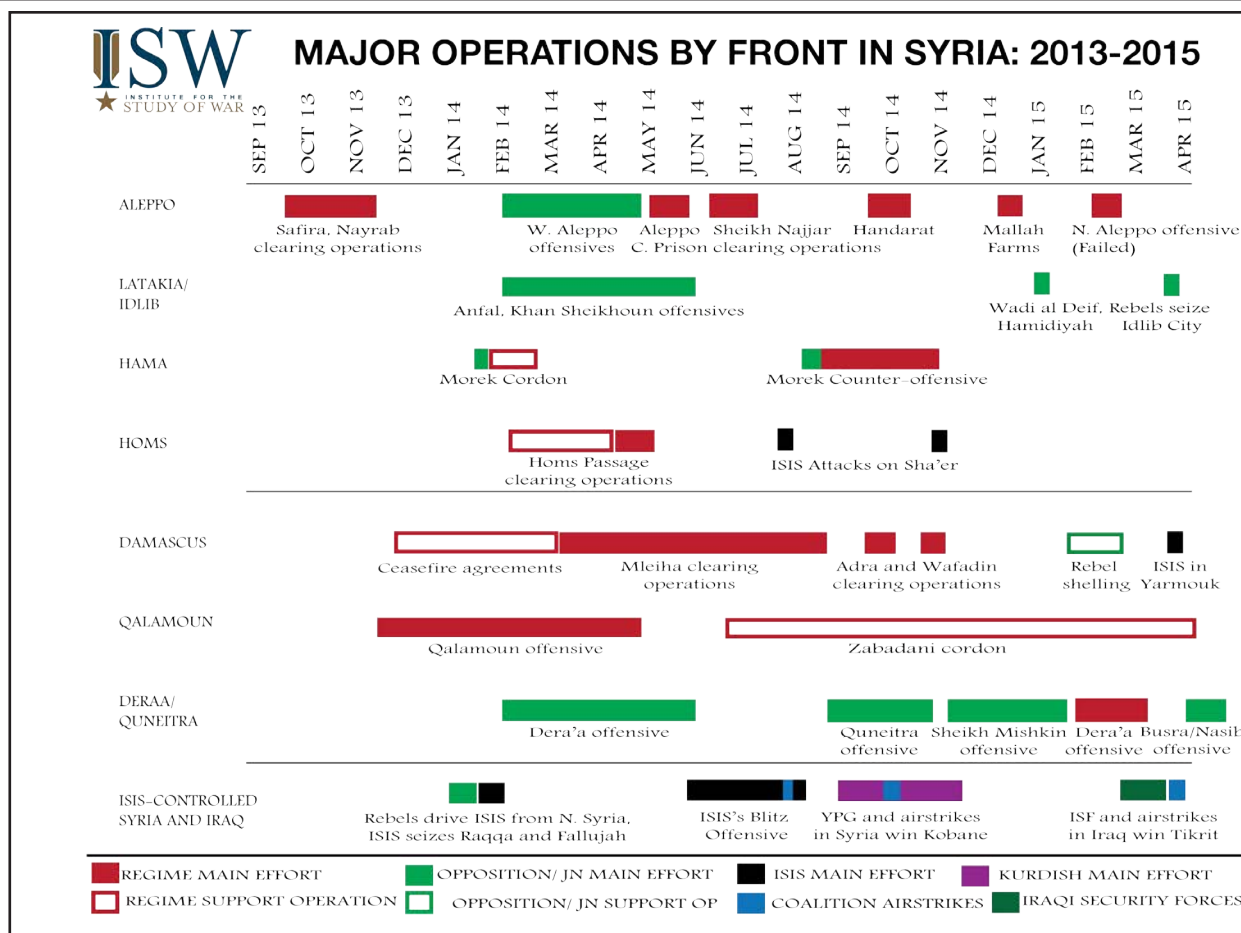 ISW
INSTITUTE FOR THE
STUDY OF WAR
MAJOR OPERATIONS BY FRONT IN SYRIA: 2013-2015
SEP 13
OCT 13
NOV 13
DEC 13
JAN 14
FEB 14
MAR 14
APR 14
MAY 14
JUN 14
JUL 14
AUG 14
SEP 14
OCT 14
NOV 14
DEC 14
JAN 15
FEB 15
MAR 15
APR 15
ALEPPO
Safira, Nayrab
clearing operations
W. Aleppo
offensives
Aleppo
C. Prison
Sheikh Najjar
clearing operations
Handarat
Mallah
Farms
N. Aleppo offensive
(Failed)
LATAKIA/
IDLIB
Anfal, Khan Sheikhoun offensives
Wadi al Deif,
Hamidiyah
Rebels seize
Idlib City
HAMA
Morek Cordon
Morek Counter-offensive
HOMS
Homs Passage
clearing operations
ISIS Attacks on Sha'er
DAMASCUS
Ceasefire agreements
Mleiha clearing
operations
Adra and Wafadin
clearing operations
Rebel
shelling
ISIS in
Yarmouk
QALAMOUN
Qalamoun offensive
Zabadani cordon
DERAA/
QUNEITRA
Dera'a offensive
Quneitra
offensive
Sheikh Mishkin
offensive
Dera'a
offensive
Busra/Nasib
offensive
ISIS-CONTROLLED
SYRIA AND IRAQ
Rebels drive ISIS from N. Syria,
ISIS seizes Raqqa and Fallujah
ISIS's Blitz
Offensive
YPG and airstrikes
in Syria win Kobane
ISF and airstrikes
in Iraq win Tikrit
REGIME MAIN EFFORT
OPPOSITION/ JN MAIN EFFORT
ISIS MAIN EFFORT
KURDISH MAIN EFFORT
REGIME SUPPORT OPERATION
OPPOSITION/ JN SUPPORT OP
COALITION AIRSTRIKES
IRAQI SECURITY FORCES